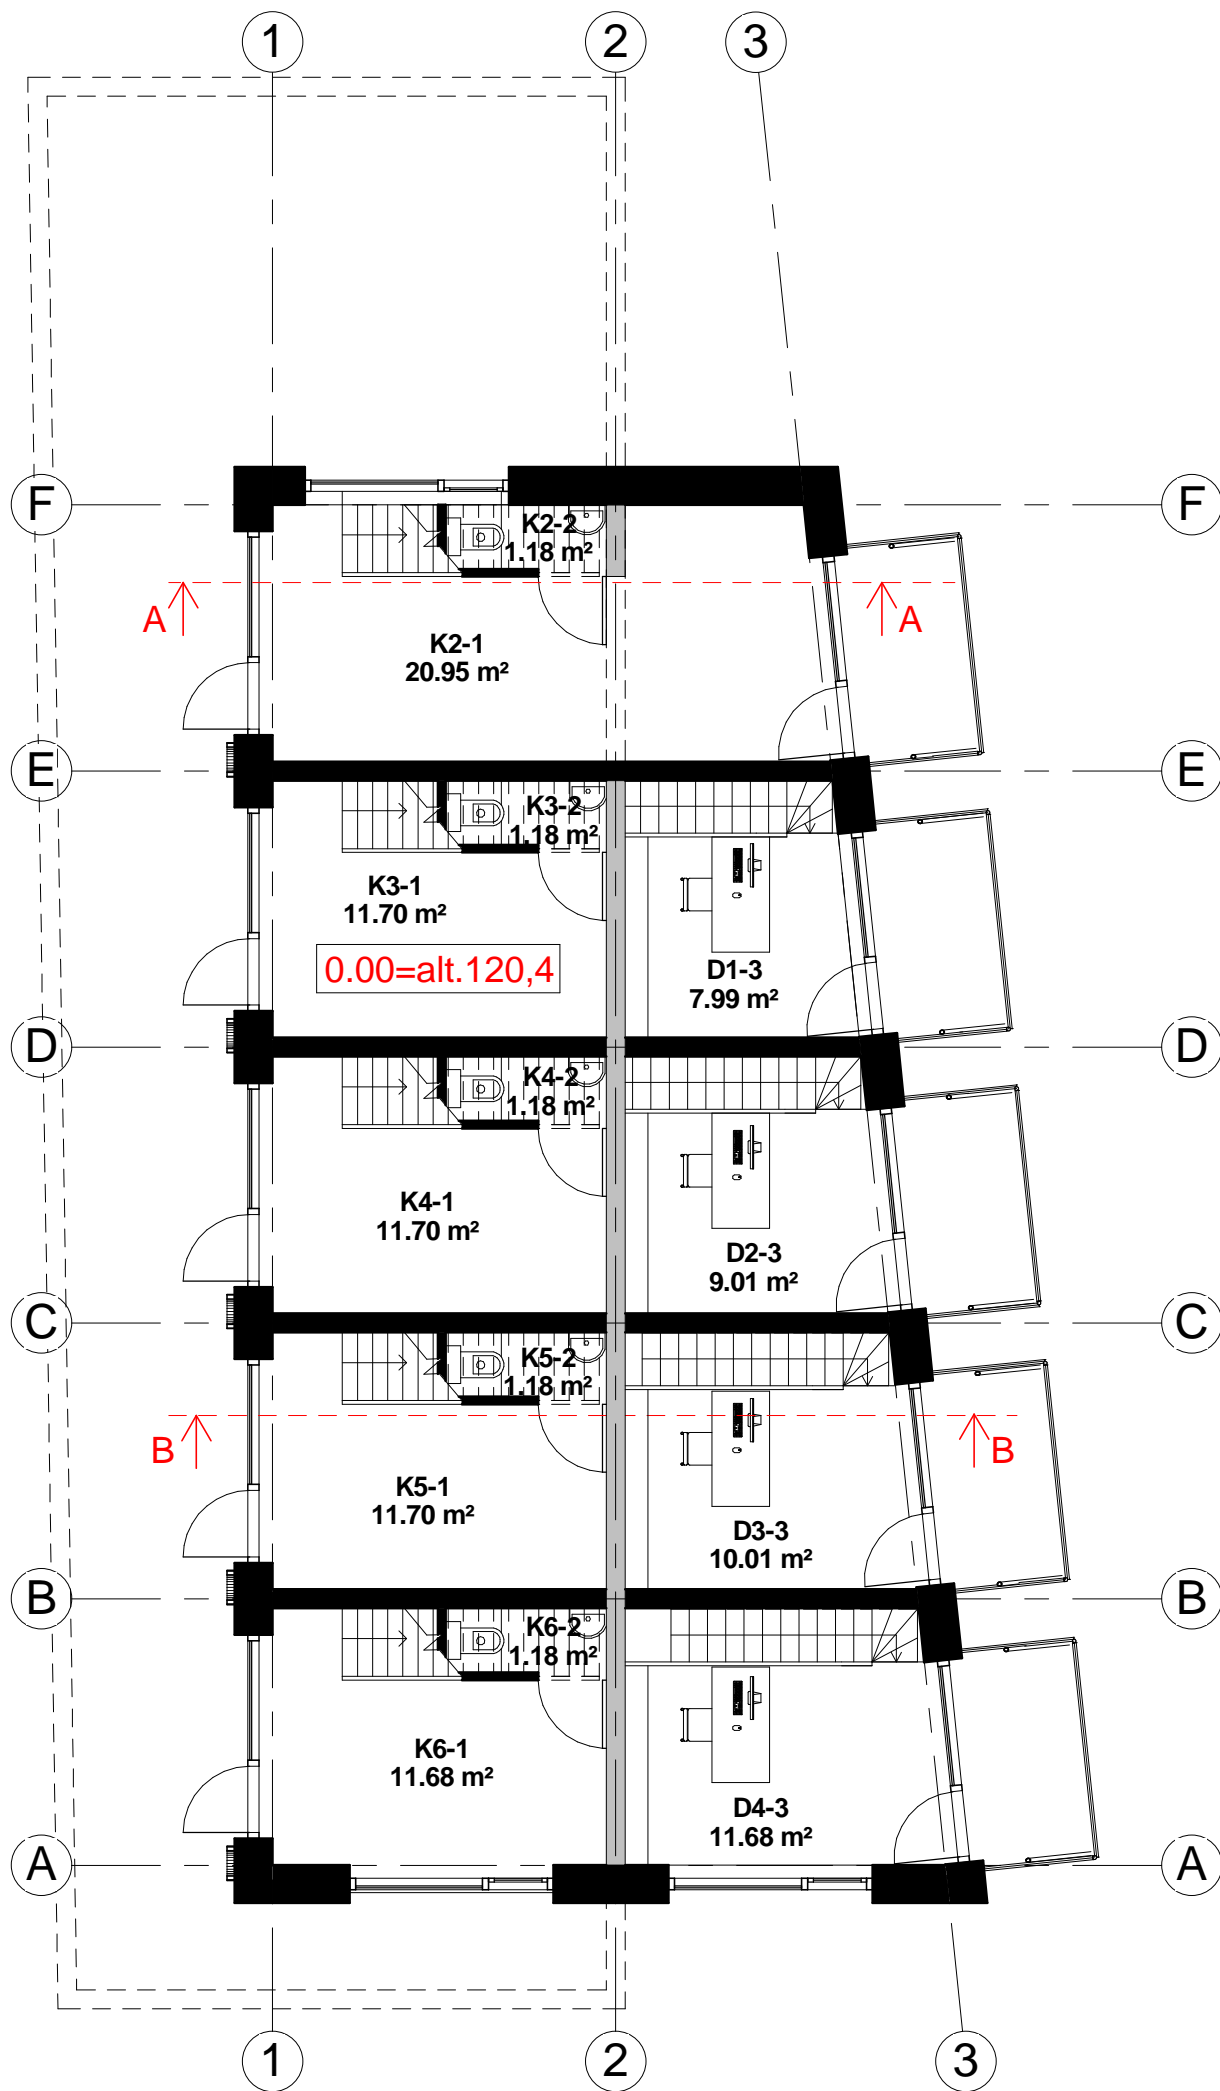 1
2
3
F
F
K2-2
1.18 m²
A
A
K2-1
20.95 m²
E
E
K3-2
1.18 m²
K3-1
11.70 m²
0.00=alt.120,4
D1-3
7.99 m²
D
D
K4-2
1.18 m²
K4-1
11.70 m²
D2-3
9.01 m²
C
C
K5-2
1.18 m²
B
B
K5-1
11.70 m²
D3-3
10.01 m²
B
B
K6-2
1.18 m²
K6-1
11.68 m²
D4-3
11.68 m²
A
A
1
2
3